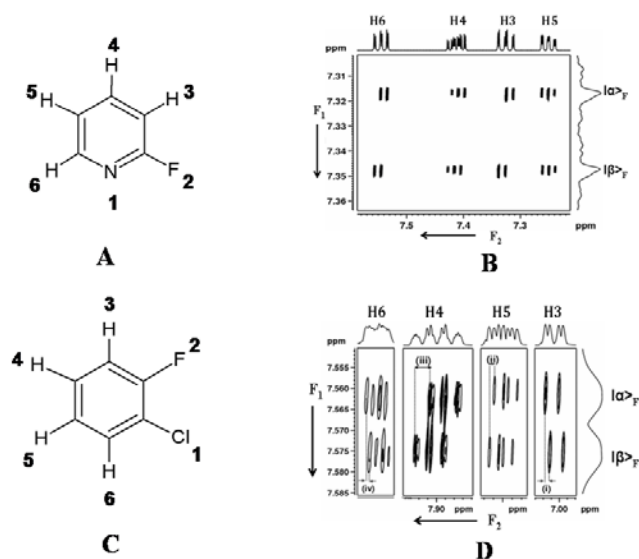 4
5 H H H 3
6 H N F 2
1
A
B
H6 H4 H3 H5
ppm
7.31
7.32
7.33
7.34
7.35
7.36
F1
|α>F
|β>F
7.5 7.4 7.3 ppm
F2
3
4 H H F 2
H Cl 1
5 H
6
C
D
H6 H4 H5 H3
ppm
7.555
7.560
7.565
7.570
7.575
7.580
7.585
F1
(iii) (ii)
(iv) (i)
|α>F
|β>F
7.90 ppm ppm 7.00 ppm
F2